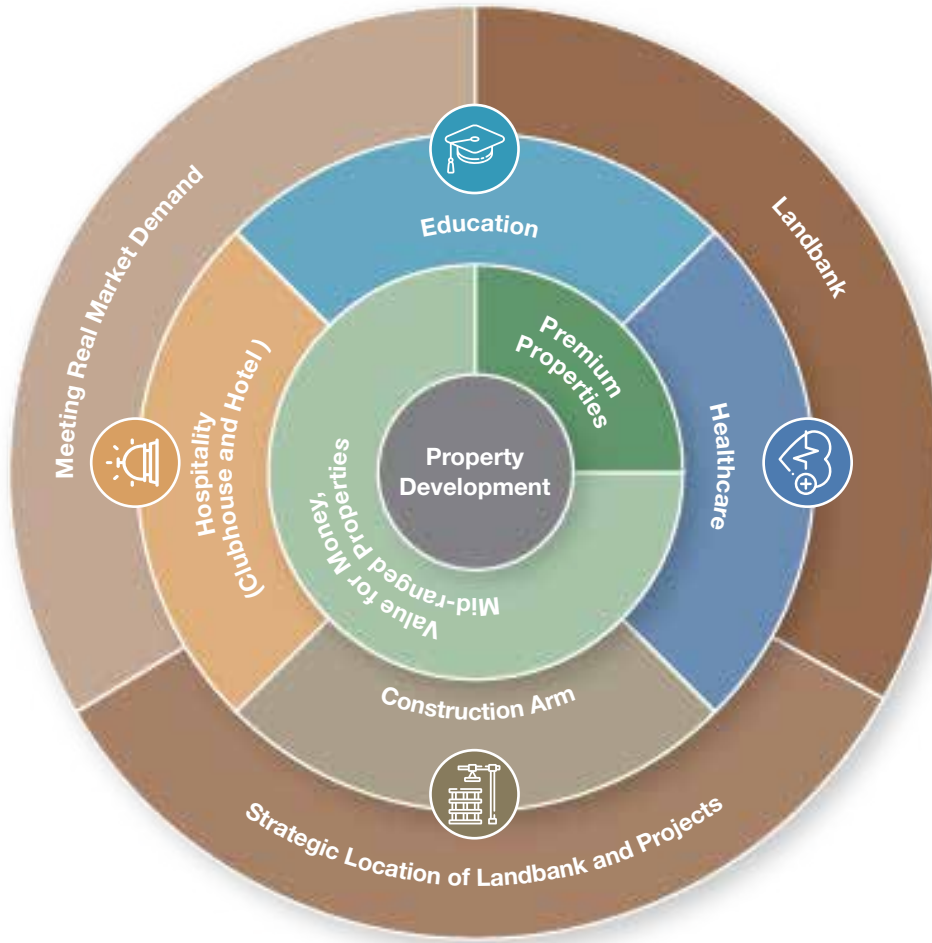 Meeting Real Market Demand
Landbank
Education
Premium
Properties
Hospitality
(Clubhouse and Hotel )
Healthcare
Property
Development
Value for Money,
Mid-ranged Properties
Construction Arm
Strategic Location of Landbank and Projects